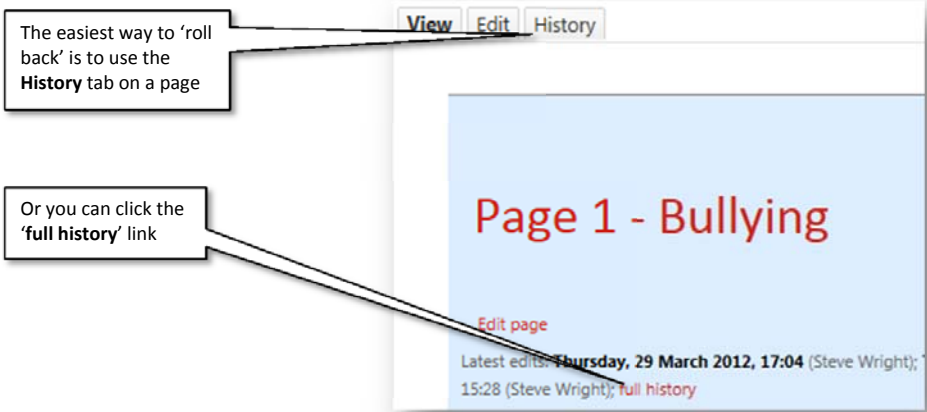 The easiest way to ‘roll
back’ is to use the
History tab on a page
View Edit History
Page 1 - Bullying
Or you can click the
‘full history’ link
Edit page
Latest edits: Thursday, 29 March 2012, 17:04 (Steve Wright);
15:28 (Steve Wright); full history